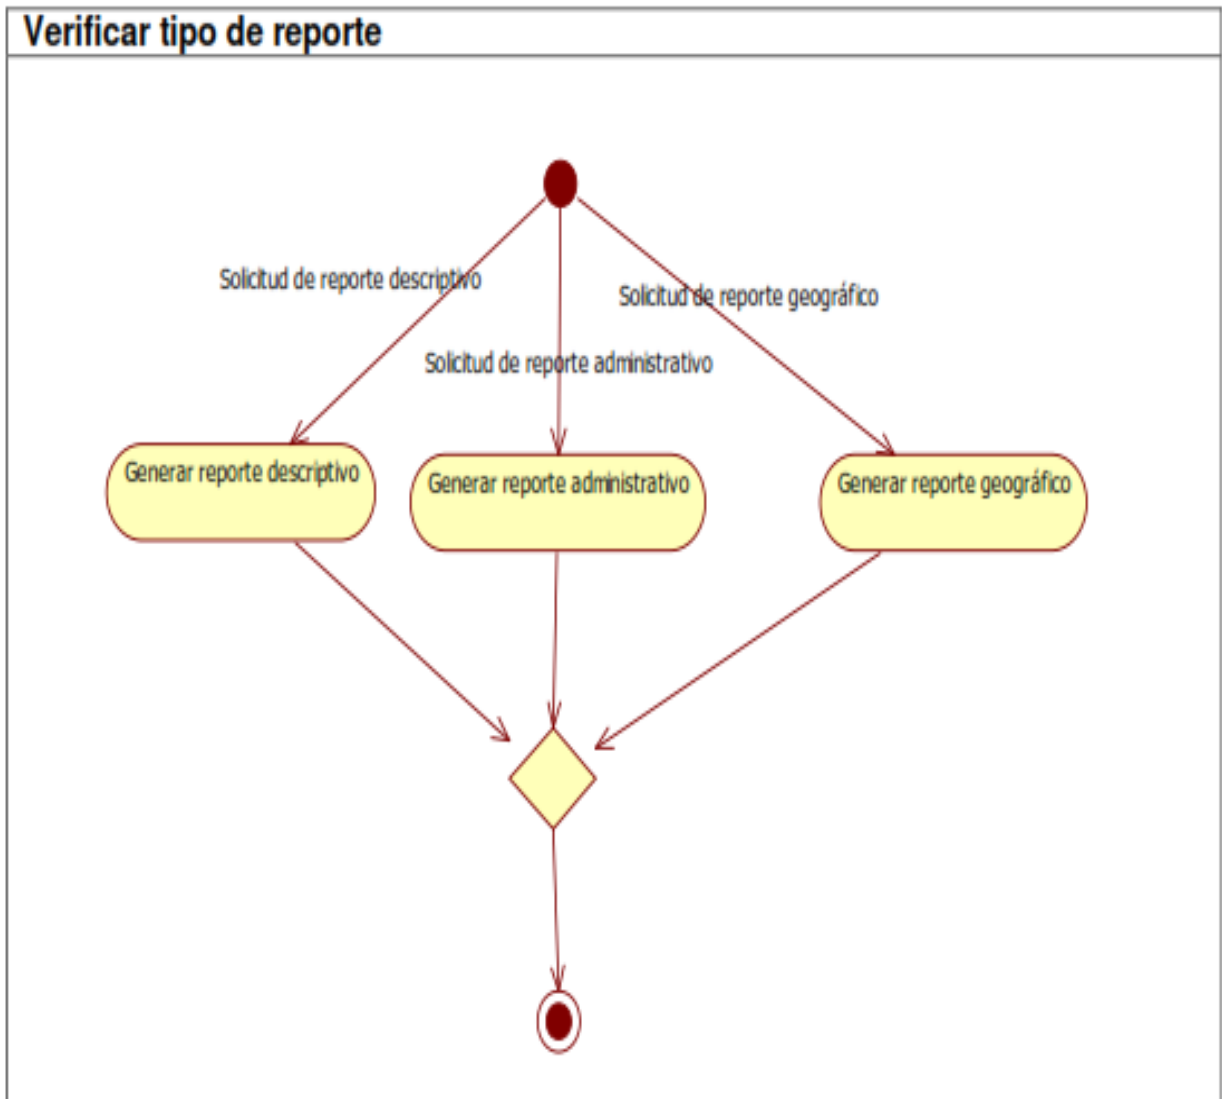 Verificar tipo de reporte
Solicitud de reporte descriptivo
Solicitud de reporte geográfico
Solicitud de reporte administrativo
Generar reporte descriptivo
Generar reporte administrativo
Generar reporte geográfico